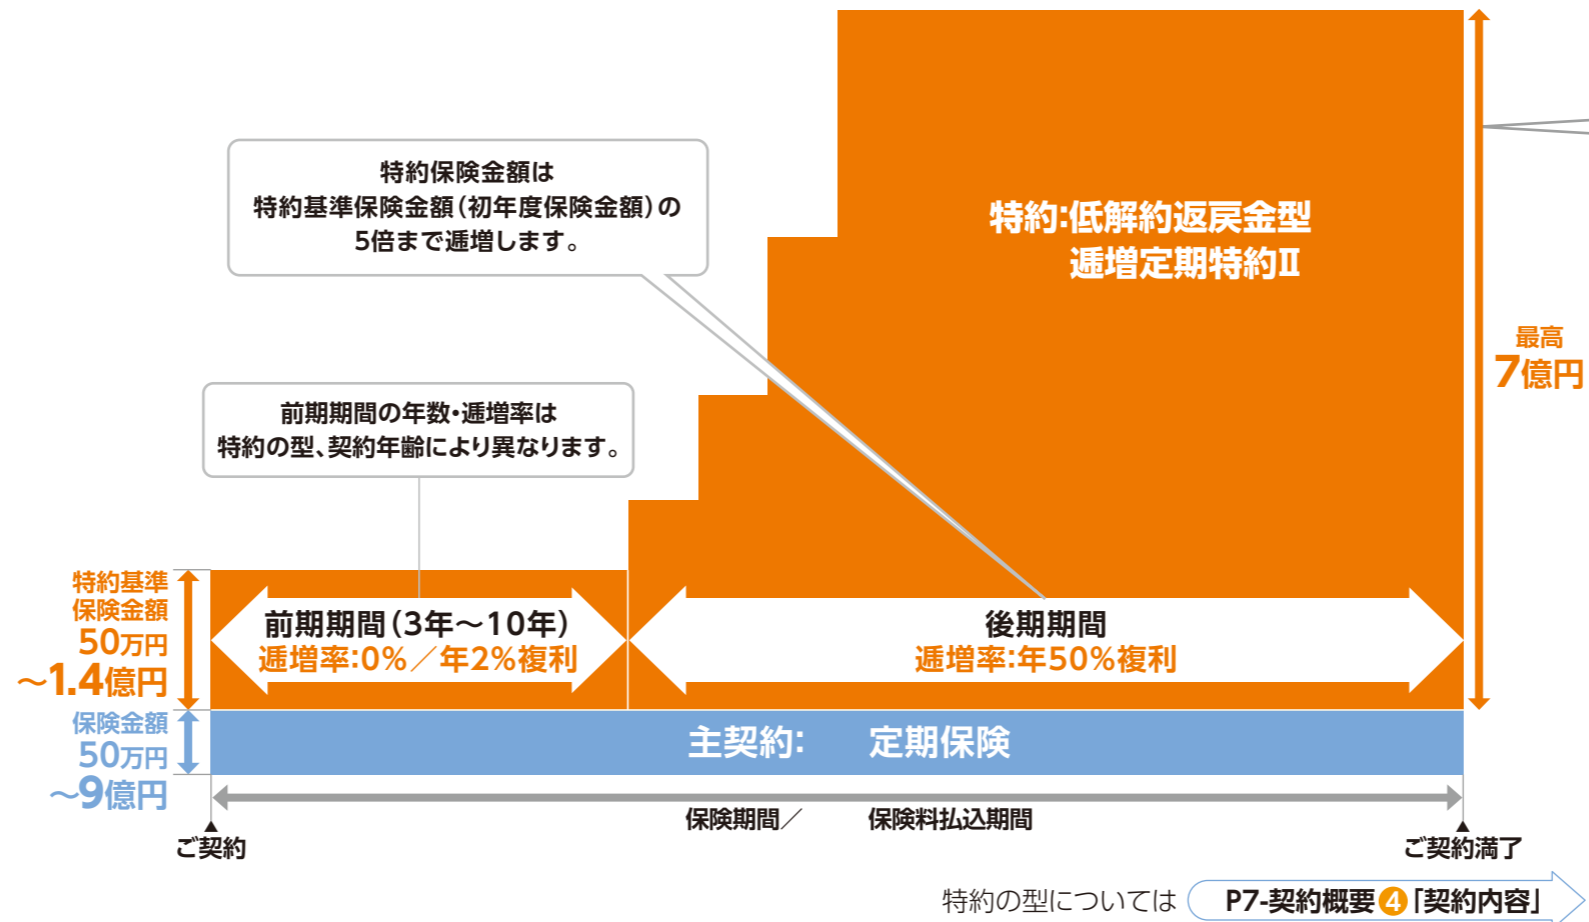 特約保険金額は
特約基準保険金額(初年度保険金額)の
5倍まで逓増します。
特約:低解約返戻金型
逓増定期特約Ⅱ
最高
7億円
前期期間の年数・逓増率は
特約の型、契約年齢により異なります。
特約基準
保険金額
50万円
～1.4億円
前期期間(3年～10年)
逓増率:0%／年2%複利
後期期間
逓増率:年50%複利
保険金額
50万円
～9億円
主契約: 定期保険
保険期間／ 保険料払込期間
ご契約
ご契約満了
特約の型については P7-契約概要4「契約内容」